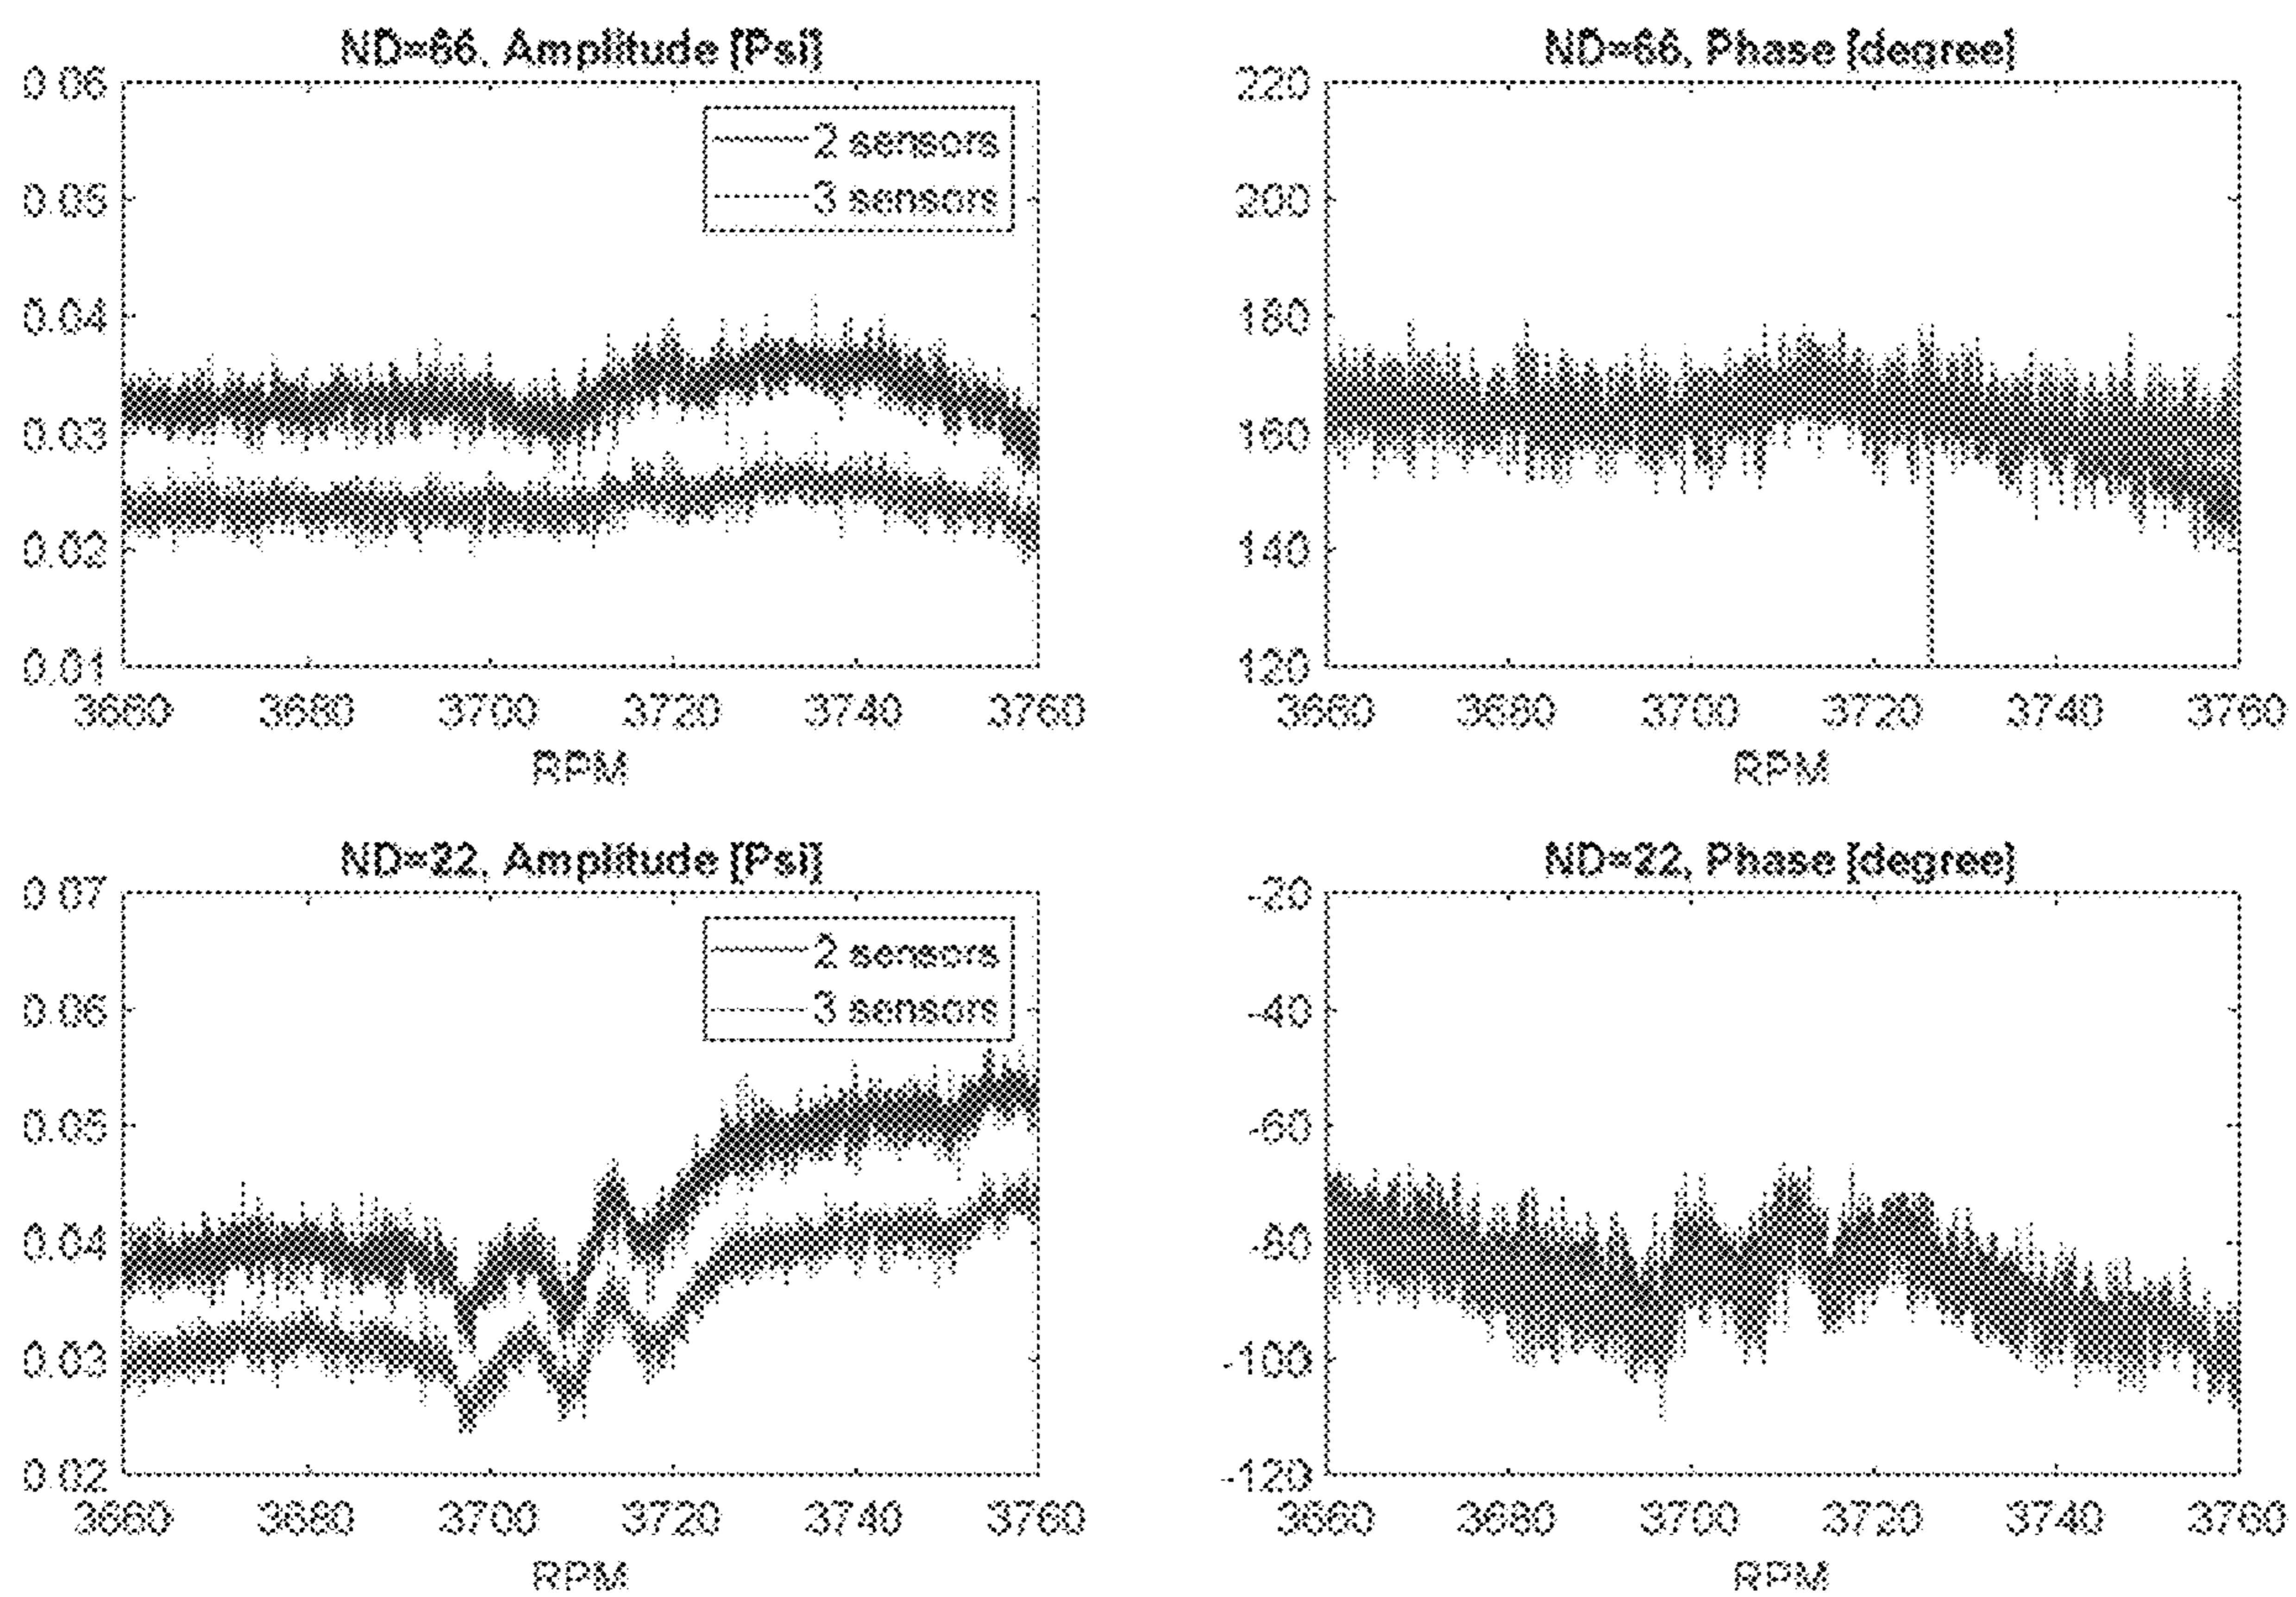 ND=66, Amplitude [Psi]
0.06
0.05
0.04
0.03
0.02
0.01
2 sensors
3 sensors
3660 3680 3700 3720 3740 3760
RPM
ND=66, Phase [degree]
220
200
180
160
140
120
3660 3680 3700 3720 3740 3760
RPM
ND=22, Amplitude [Psi]
0.07
0.06
0.05
0.04
0.03
0.02
2 sensors
3 sensors
3660 3680 3700 3720 3740 3760
RPM
ND=22, Phase [degree]
-20
-40
-60
-80
-100
-120
3660 3680 3700 3720 3740 3760
RPM